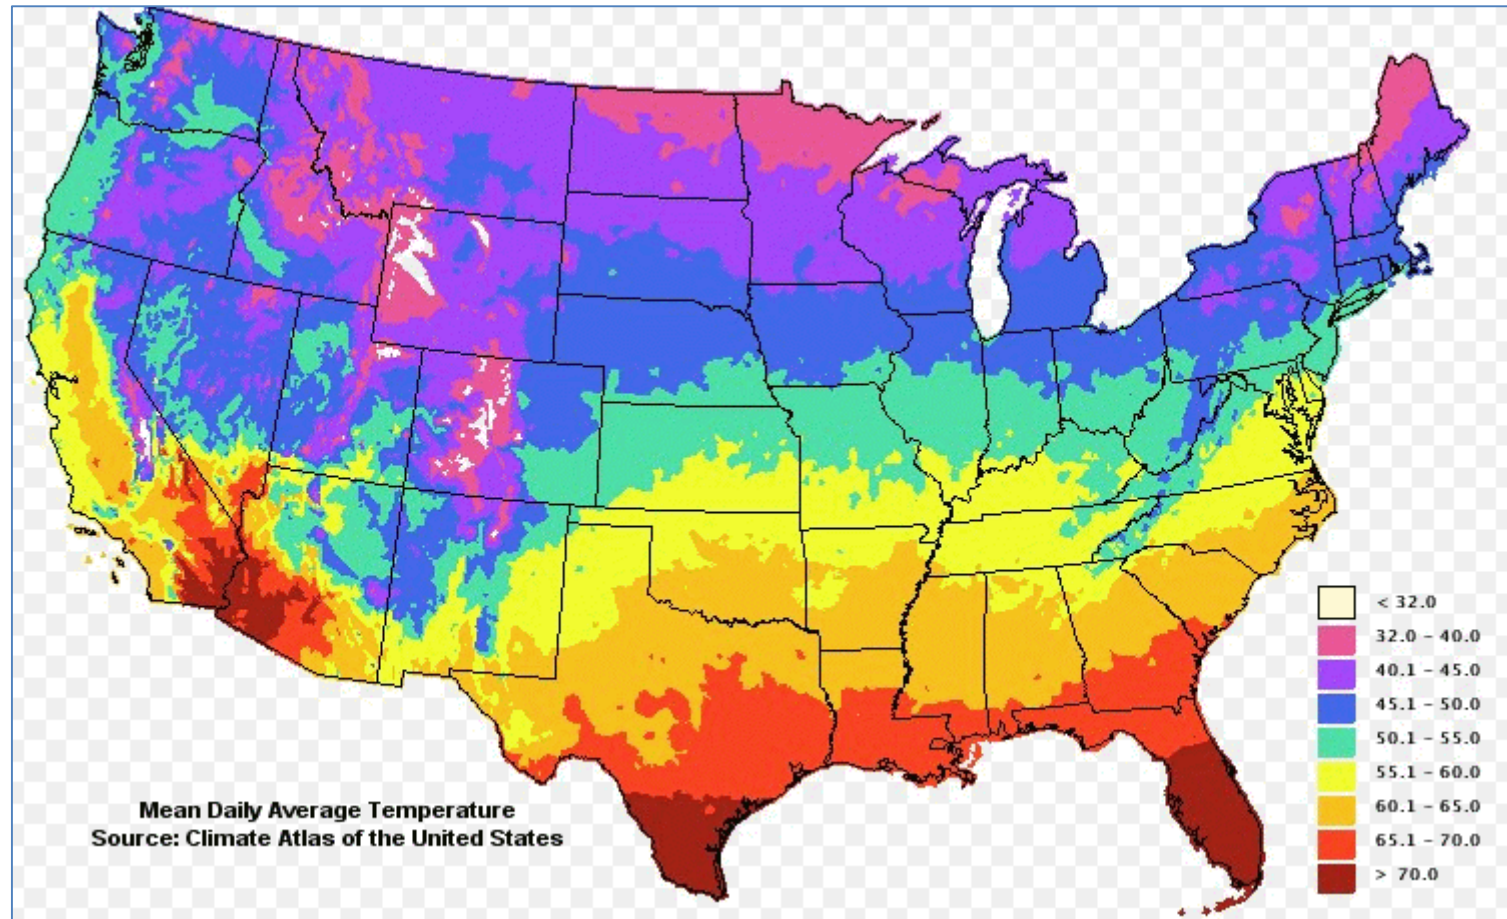 Mean Daily Average Temperature
Source: Climate Atlas of the United States
< 32.0
32.0 – 40.0
40.1 – 45.0
45.1 – 50.0
50.1 – 55.0
55.1 – 60.0
60.1 – 65.0
65.1 – 70.0
> 70.0